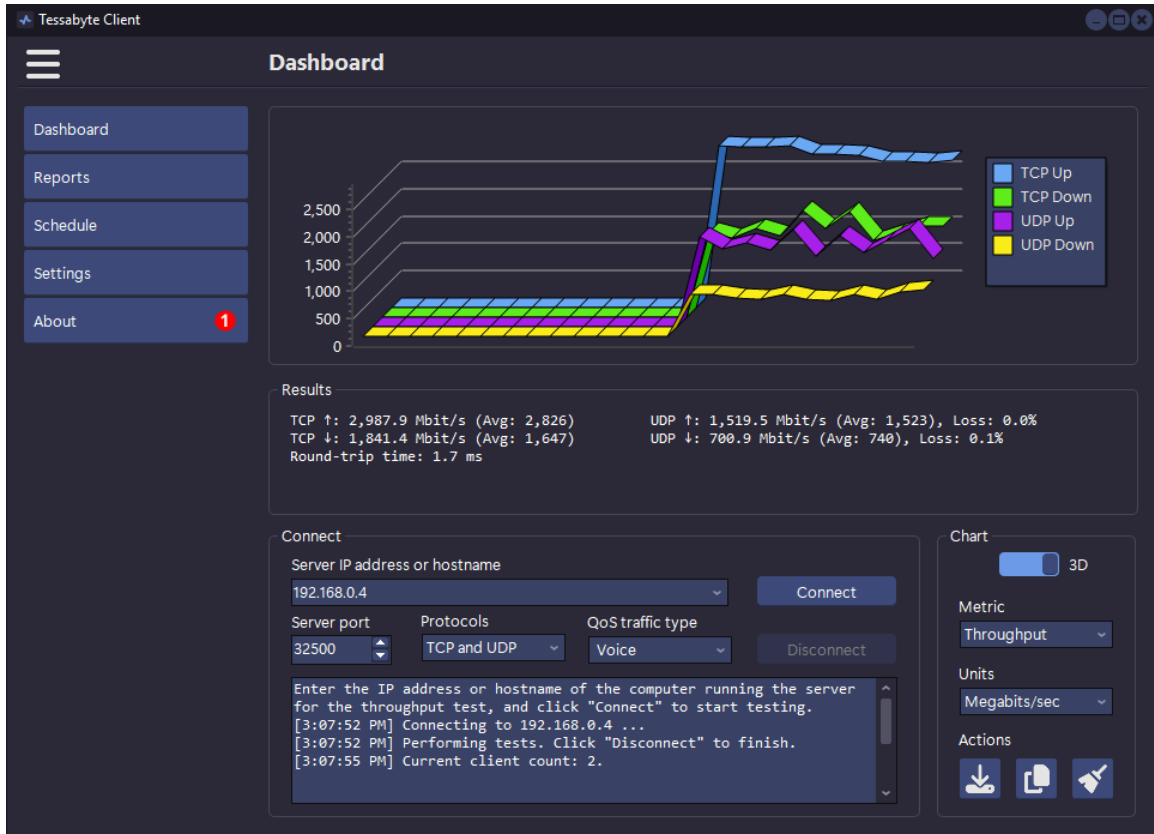 Tessabyte Client
Dashboard
Dashboard
Reports
Schedule
Settings
About 1
2,500
2,000
1,500
1,000
500
0
TCP Up
TCP Down
UDP Up
UDP Down
Results
TCP ↑: 2,987.9 Mbit/s (Avg: 2,826) UDP ↑: 1,519.5 Mbit/s (Avg: 1,523), Loss: 0.0%
TCP ↓: 1,841.4 Mbit/s (Avg: 1,647) UDP ↓: 700.9 Mbit/s (Avg: 740), Loss: 0.1%
Round-trip time: 1.7 ms
Connect
Server IP address or hostname
192.168.0.4 Connect
Server port Protocols QoS traffic type
32500 TCP and UDP Voice Disconnect
Enter the IP address or hostname of the computer running the server
for the throughput test, and click "Connect" to start testing.
[3:07:52 PM] Connecting to 192.168.0.4 ...
[3:07:52 PM] Performing tests. Click "Disconnect" to finish.
[3:07:55 PM] Current client count: 2.
Chart
3D
Metric
Throughput
Units
Megabits/sec
Actions